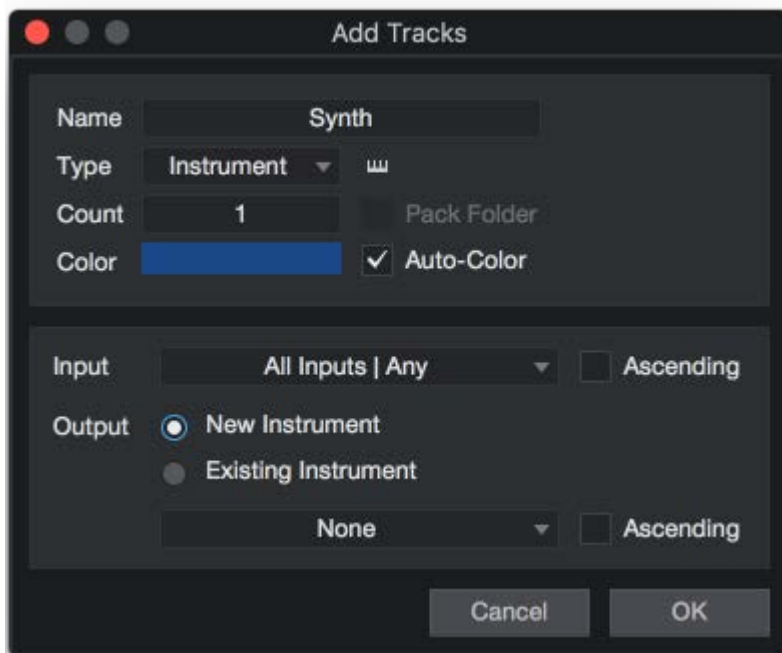 Add Tracks
Name Synth
Type Instrument
Count 1 Pack Folder
Color Auto-Color
Input All Inputs | Any Ascending
Output New Instrument
Existing Instrument
None Ascending
Cancel OK